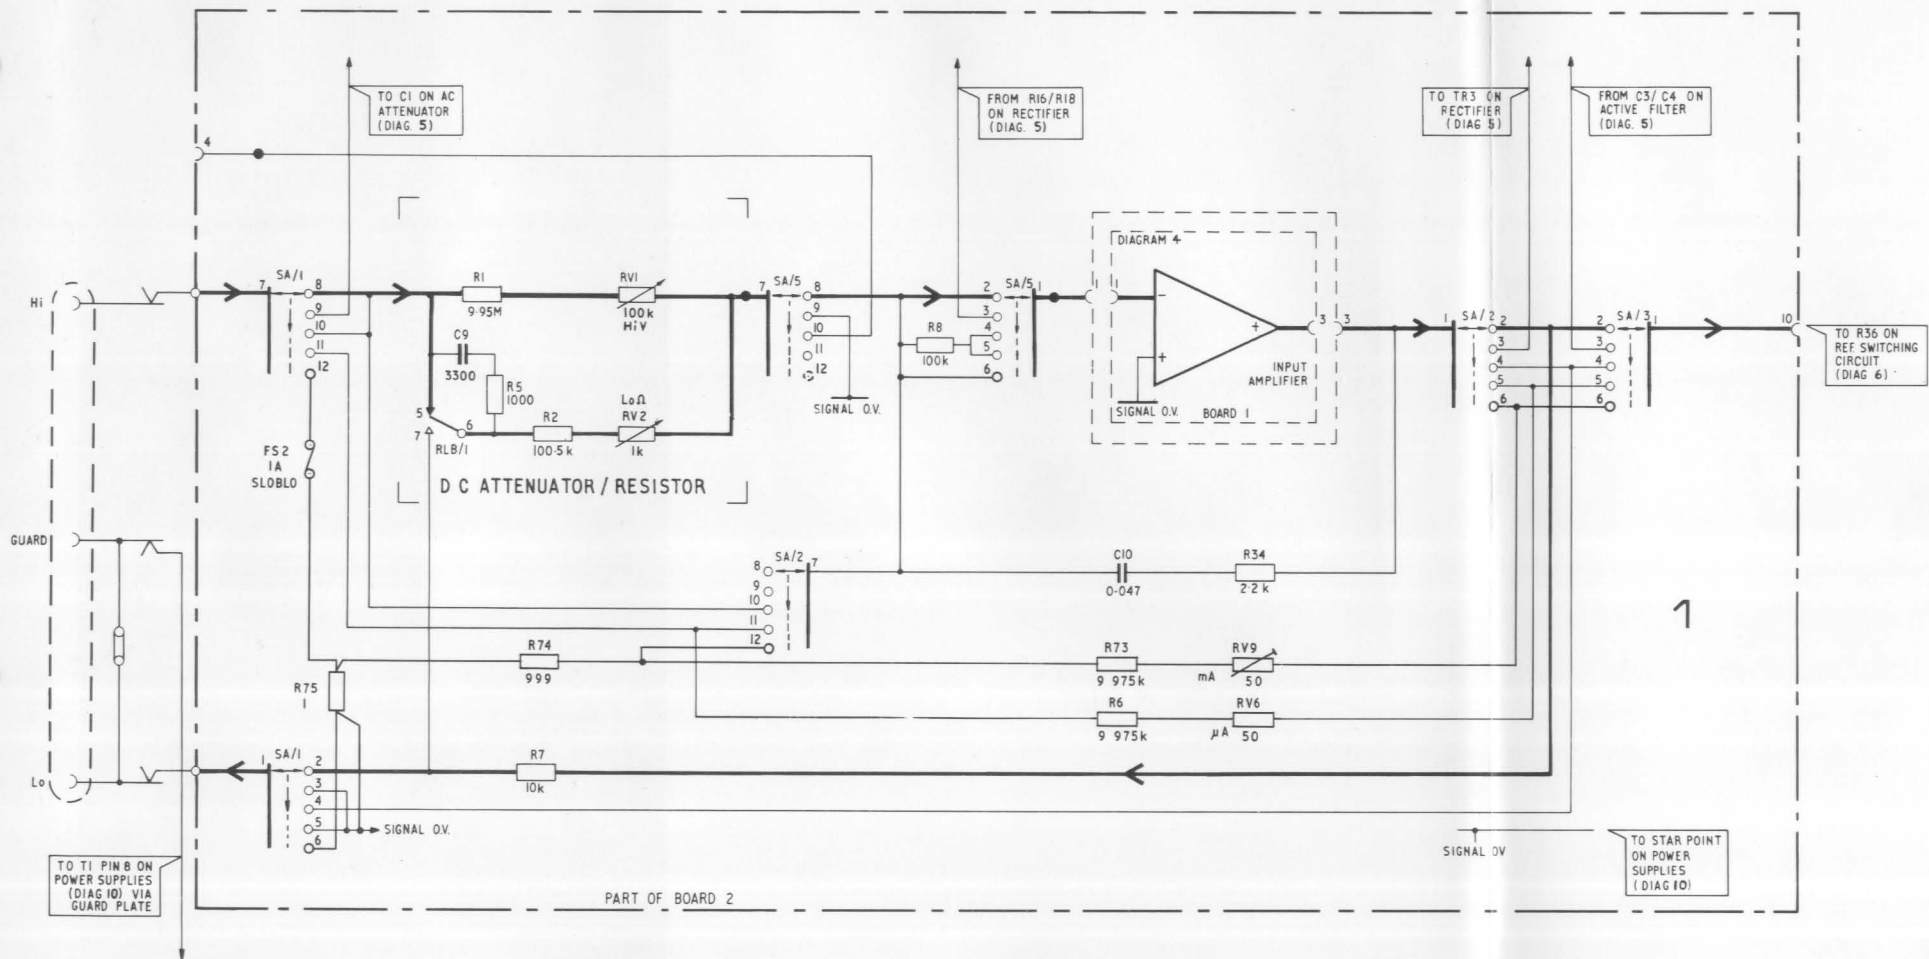 TO C1 ON AC
ATTENUATOR
(DIAG. 5)
FROM R16/R18
ON RECTIFIER
(DIAG. 5)
TO TR3 ON
RECTIFIER
(DIAG 5)
FROM C3/C4 ON
ACTIVE FILTER
(DIAG. 5)
4
DIAGRAM 4
Hi
7
SA/1
8
9
10
11
12
R1
9·95M
RV1
100k
HiV
7
SA/5
8
9
10
11
12
SIGNAL O.V.
2
3
4
5
6
SA/5
1
R8
100k
1
1
−
+
+
SIGNAL O.V.
BOARD 1
INPUT
AMPLIFIER
3
3
1
SA/2
2
3
4
5
6
2
3
4
5
6
SA/3
1
10
TO R36 ON
REF. SWITCHING
CIRCUIT
(DIAG 6)
C9
3300
R5
1000
5
7
6
RLB/1
R2
100·5k
LoΩ
RV2
1k
FS2
1A
SLOBLO
DC ATTENUATOR / RESISTOR
GUARD
SA/2
8
9
10
11
12
7
C10
0·047
R34
2·2k
1
R74
999
R73
9 975k
mA
RV9
50
R75
1
R6
9 975k
µA
RV6
50
Lo
1
SA/1
2
3
4
5
6
R7
10k
SIGNAL O.V.
SIGNAL OV
TO STAR POINT
ON POWER
SUPPLIES
(DIAG 10)
TO T1 PIN 8 ON
POWER SUPPLIES
(DIAG 10) VIA
GUARD PLATE
PART OF BOARD 2